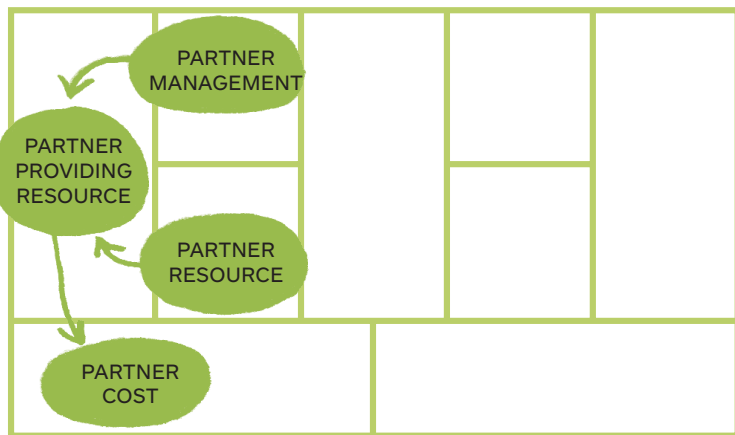 PARTNER
MANAGEMENT
PARTNER
PROVIDING
RESOURCE
PARTNER
RESOURCE
PARTNER
COST